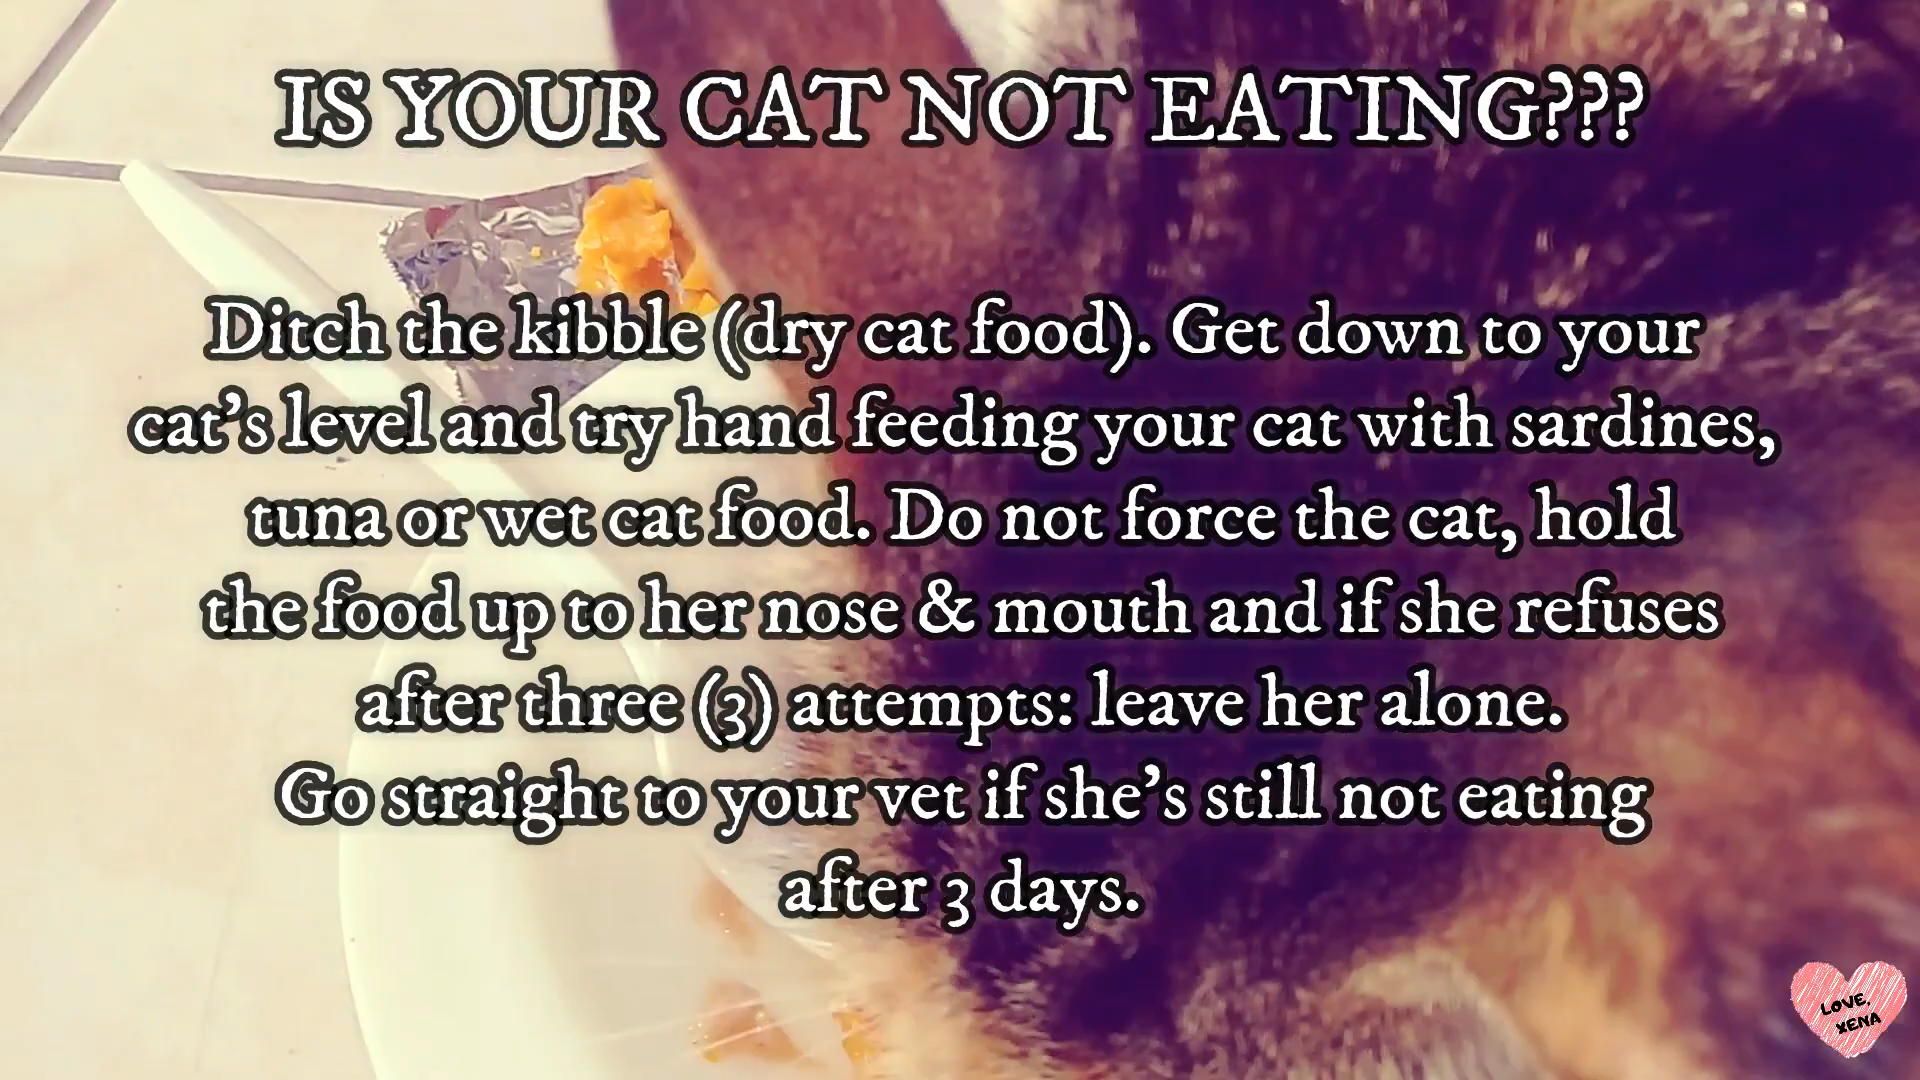 IS YOUR CAT NOT EATING???
Ditch the kibble (dry cat food). Get down to your
cat's level and try hand feeding your cat with sardines,
tuna or wet cat food. Do not force the cat, hold
the food up to her nose & mouth and if she refuses
after three (3) attempts: leave her alone.
Go straight to your vet if she's still not eating
after 3 days.
LOVE,
XENA